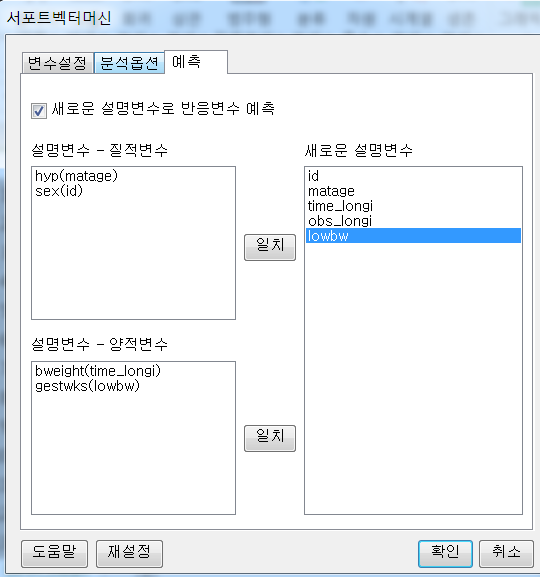 서포트벡터머신
변수설정 분석옵션 예측
새로운 설명변수로 반응변수 예측
설명변수 - 질적변수
hyp(matage)
sex(id)
일치
새로운 설명변수
id
matage
time_longi
obs_longi
lowbw
설명변수 - 양적변수
bweight(time_longi)
gestwks(lowbw)
일치
도움말 재설정 확인 취소